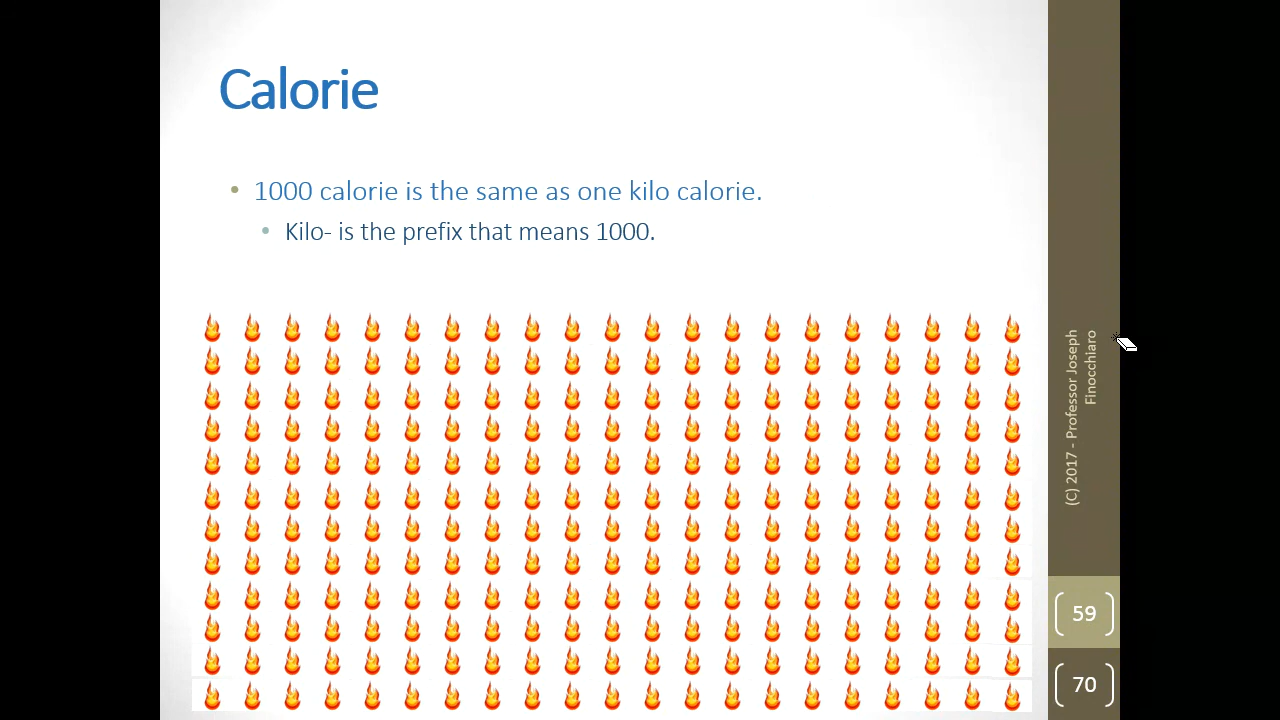 Calorie
1000 calorie is the same as one kilo calorie.
Kilo- is the prefix that means 1000.
(C) 2017 - Professor Joseph
Finocchiaro
59
70